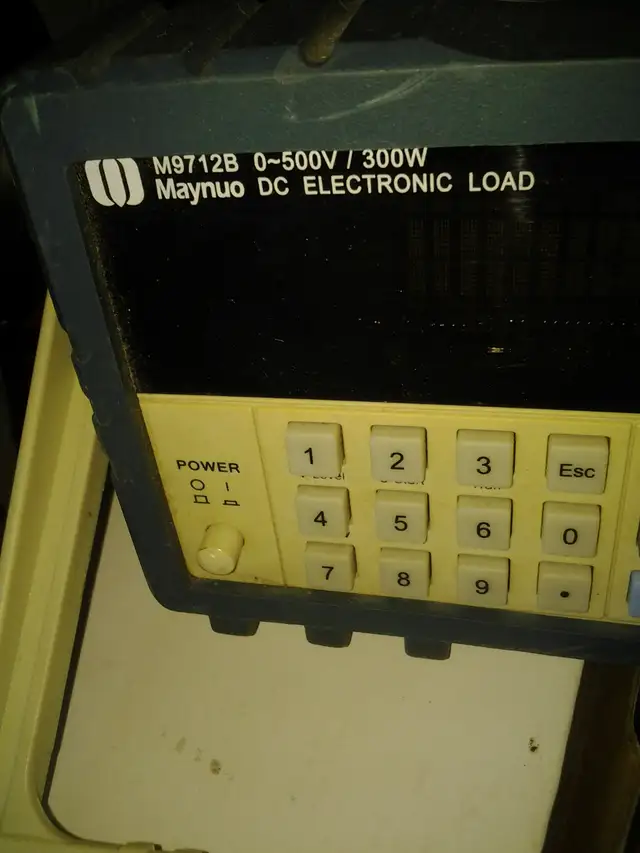 M9712B 0~500V / 300W
Maynuo DC ELECTRONIC LOAD
POWER
1 2 3 Esc
4 5 6 0
7 8 9 .